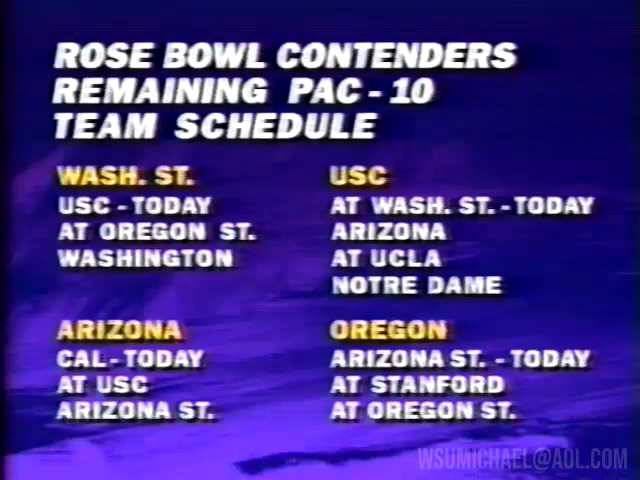 ROSE BOWL CONTENDERS
REMAINING PAC-10
TEAM SCHEDULE
WASH. ST.
USC-TODAY
AT OREGON ST.
WASHINGTON
USC
AT WASH. ST.-TODAY
ARIZONA
AT UCLA
NOTRE DAME
ARIZONA
CAL-TODAY
AT USC
ARIZONA ST.
OREGON
ARIZONA ST.-TODAY
AT STANFORD
AT OREGON ST.
WSUMICHAEL@AOL.COM